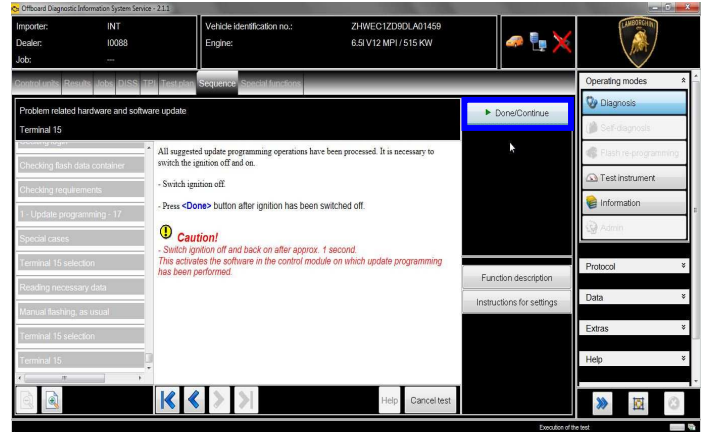 Offboard Diagnostic Information System Service - 2.1.1
Importer: INT
Dealer: I0088
Job: ---
Vehicle identification no.: ZHWEC1ZD9DLA01459
Engine: 6.5l V12 MPI / 515 KW
LAMBORGHINI
Control units Results Jobs DISS TPI Test plan Sequence Special functions
Problem related hardware and software update
Terminal 15
Checking flash data container
Checking requirements
1 - Update programming - 17
Special cases
Terminal 15 selection
Reading necessary data
Manual flashing, as usual
Terminal 15 selection
Terminal 15
All suggested update programming operations have been processed. It is necessary to
switch the ignition off and on.
- Switch ignition off.
- Press <Done> button after ignition has been switched off.
Caution!
- Switch ignition off and back on after approx. 1 second.
This activates the software in the control module on which update programming
has been performed.
Help
Cancel test
Done/Continue
Function description
Instructions for settings
Operating modes
Diagnosis
Self-diagnosis
Flash re-programming
Test instrument
Information
Admin
Protocol
Data
Extras
Help
Execution of the test